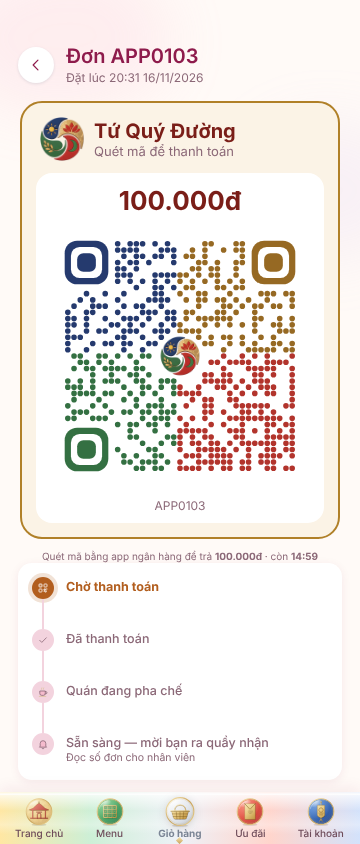 Đơn APP0103
Đặt lúc 20:31 16/11/2026
Tứ Quý Đường
Quét mã để thanh toán
100.000đ
APP0103
Quét mã bằng app ngân hàng để trả 100.000đ · còn 14:59
Chờ thanh toán
Đã thanh toán
Quán đang pha chế
Sẵn sàng — mời bạn ra quầy nhận
Đọc số đơn cho nhân viên
Trang chủ
Menu
Giỏ hàng
Ưu đãi
Tài khoản